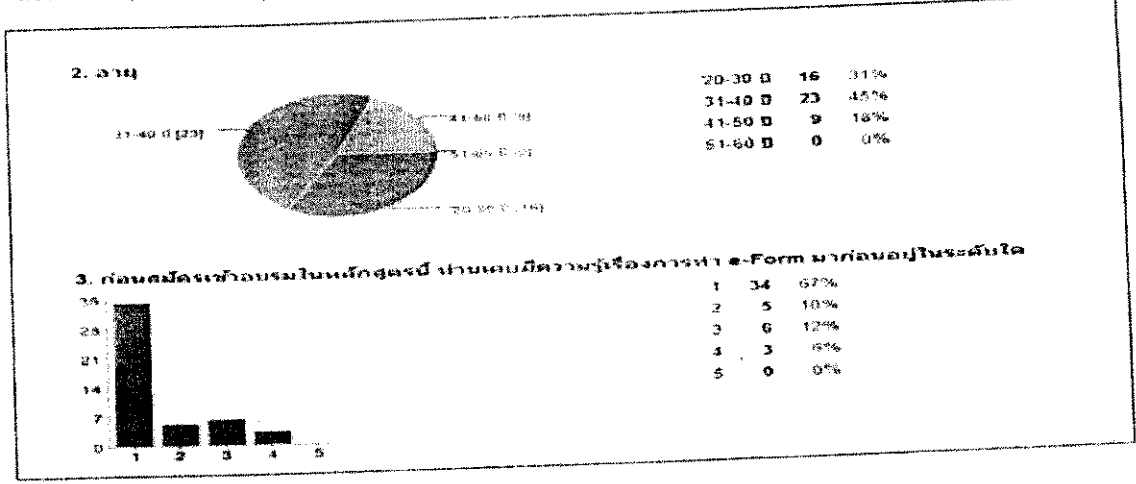 2. อายุ
31-40 ปี [23]
20-30 ปี 16 31%
31-40 ปี 23 45%
41-50 ปี 9 18%
51-60 ปี 0 0%
3. ก่อนสมัครเข้าอบรมในหลักสูตรนี้ ท่านเคยมีความรู้เรื่องการทำ e-Form มาก่อนอยู่ในระดับใด
1 34 67%
2 5 10%
3 6 12%
4 3 6%
5 0 0%
35
28
21
14
7
0
1 2 3 4 5